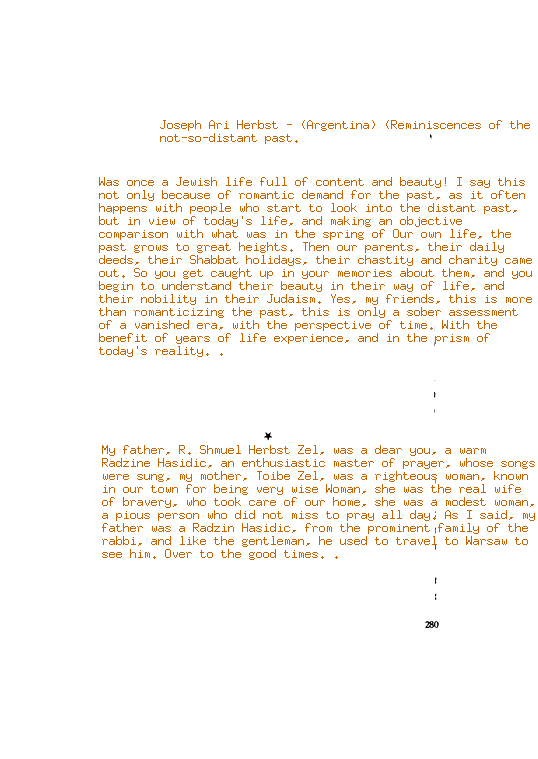 Joseph Ari Herbst - (Argentina) (Reminiscences of the
not-so-distant past.
Was once a Jewish life full of content and beauty! I say this
not only because of romantic demand for the past, as it often
happens with people who start to look into the distant past,
but in view of today's life, and making an objective
comparison with what was in the spring of Our own life, the
past grows to great heights. Then our parents, their daily
deeds, their Shabbat holidays, their chastity and charity came
out. So you get caught up in your memories about them, and you
begin to understand their beauty in their way of life, and
their nobility in their Judaism. Yes, my friends, this is more
than romanticizing the past, this is only a sober assessment
of a vanished era, with the perspective of time. With the
benefit of years of life experience, and in the prism of
today's reality. .
★
My father, R. Shmuel Herbst Zel, was a dear you, a warm
Radzine Hasidic, an enthusiastic master of prayer, whose songs
were sung, my mother, Toibe Zel, was a righteous woman, known
in our town for being very wise Woman, she was the real wife
of bravery, who took care of our home, she was a modest woman,
a pious person who did not miss to pray all day; As I said, my
father was a Radzin Hasidic, from the prominent family of the
rabbi, and like the gentleman, he used to travel to Warsaw to
see him. Over to the good times. .
280